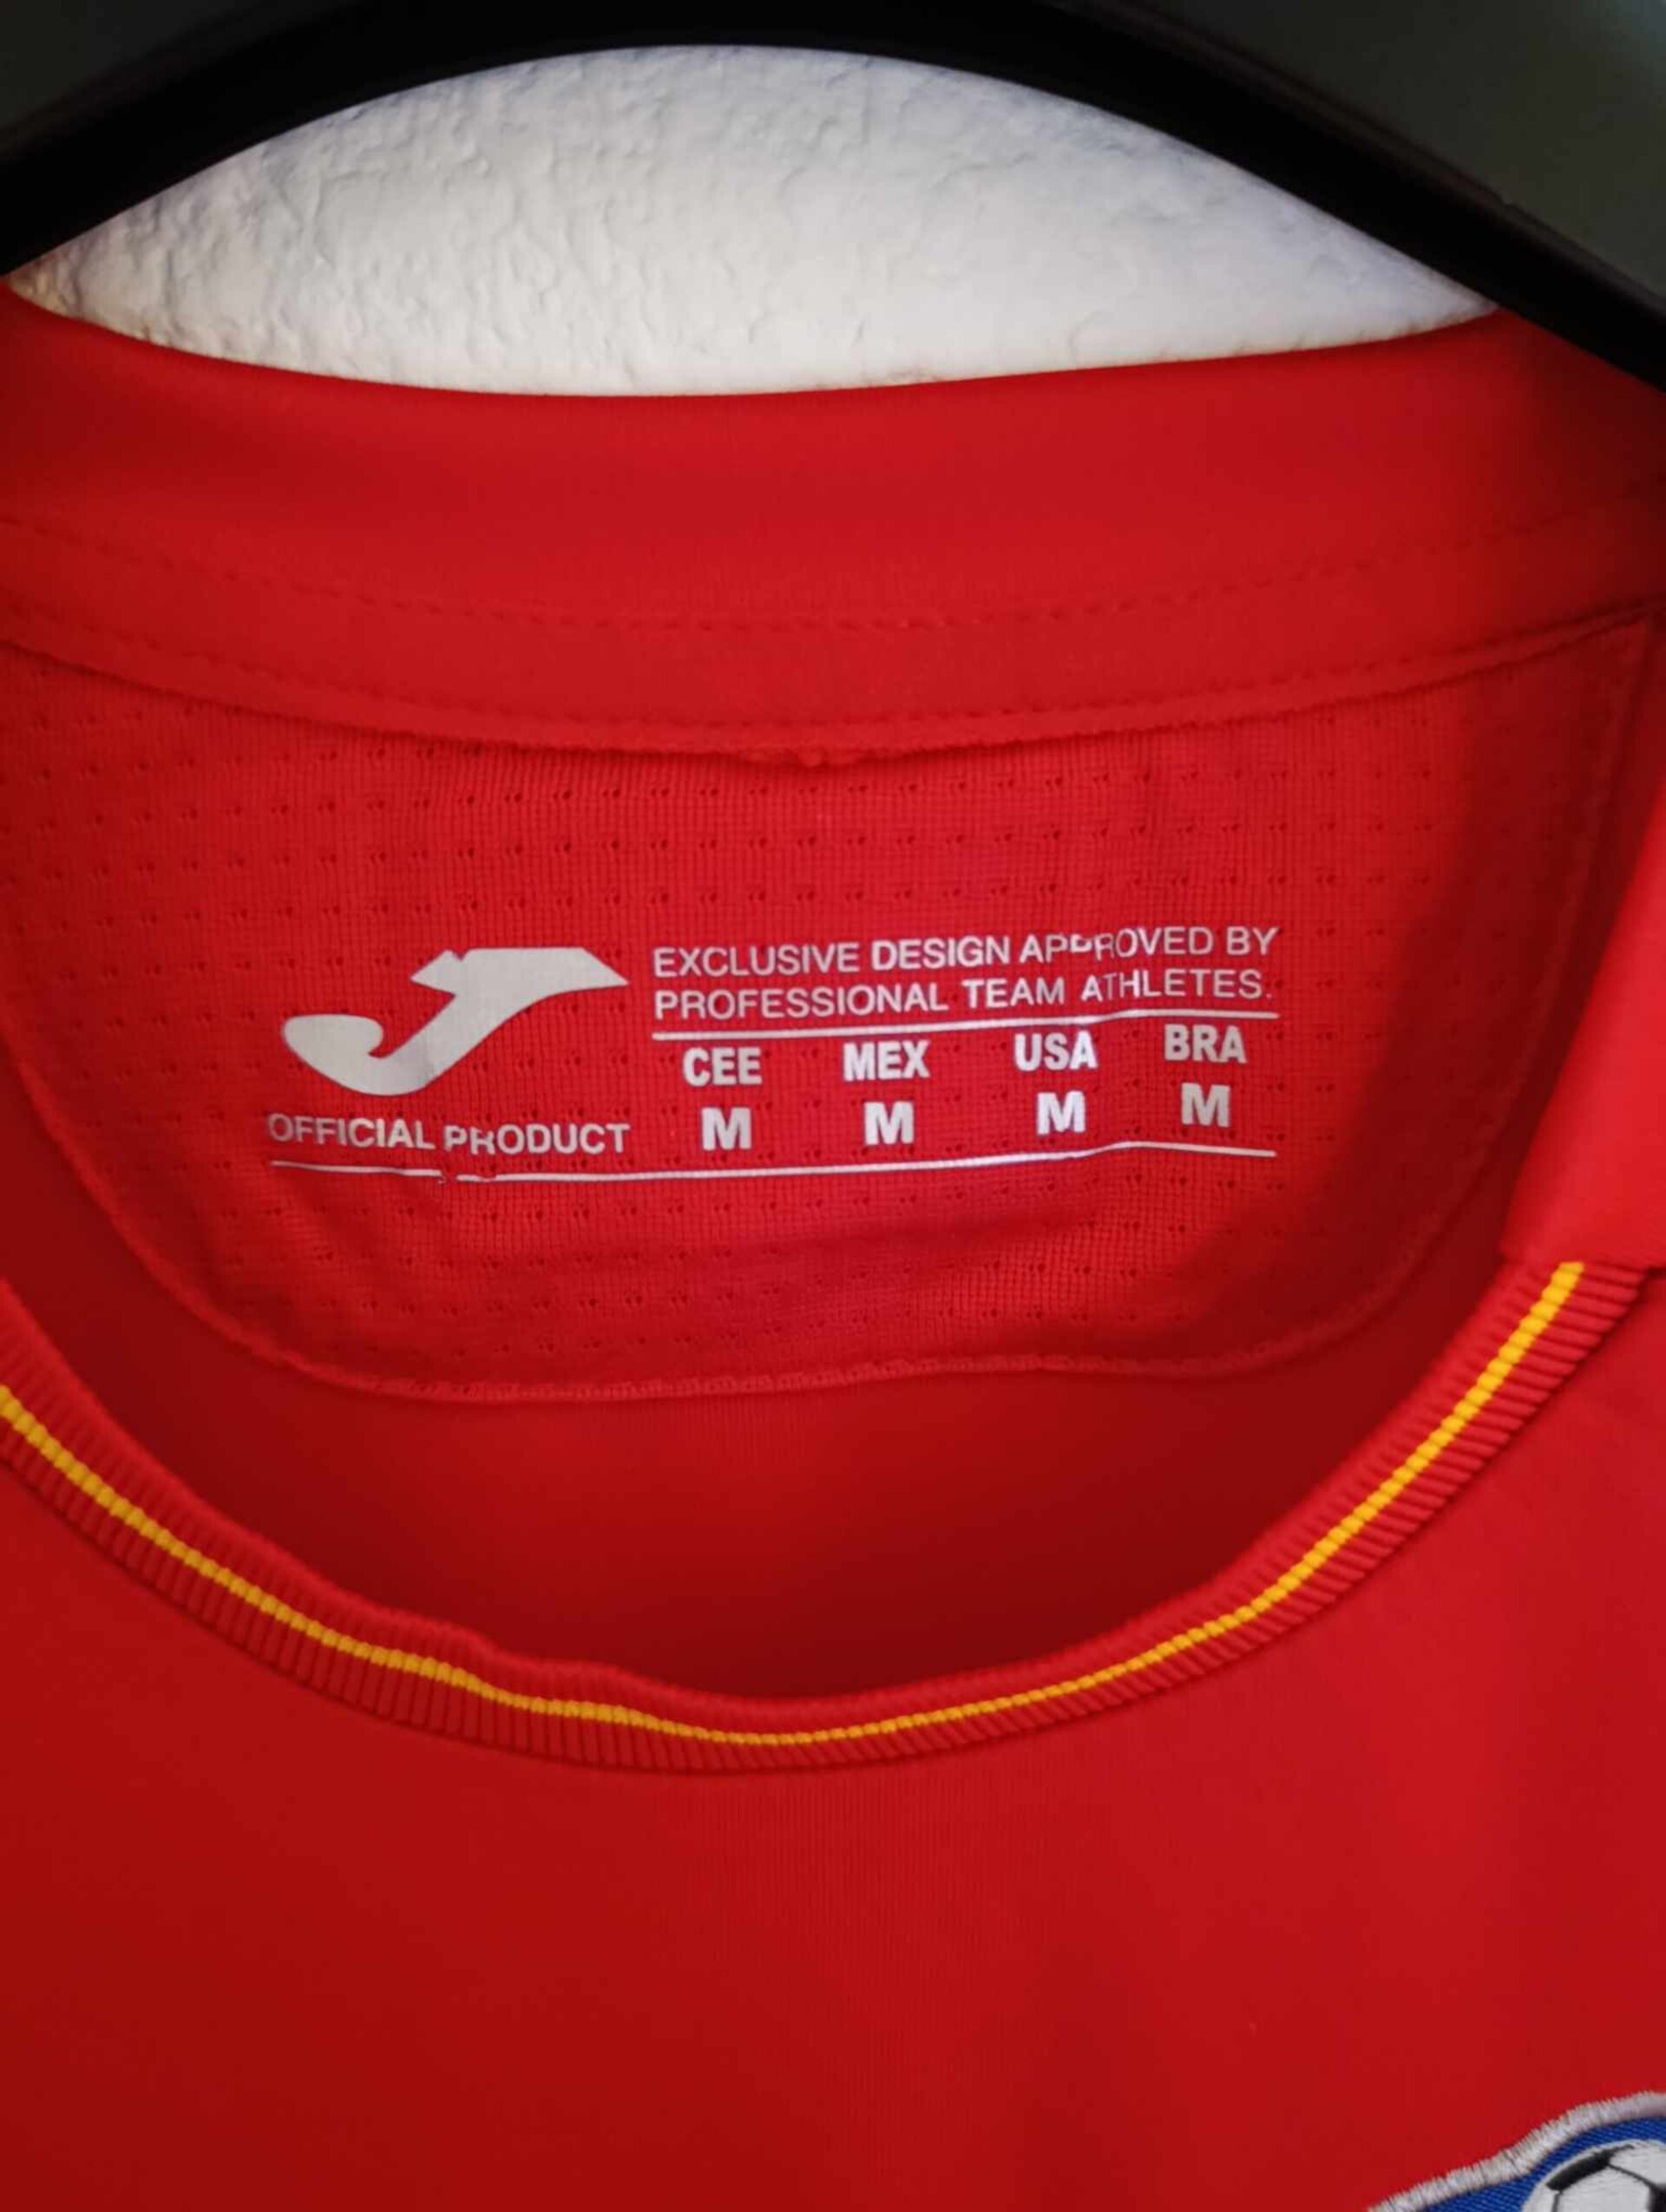 EXCLUSIVE DESIGN APPROVED BY
PROFESSIONAL TEAM ATHLETES.
CEE MEX USA BRA
M M M M
OFFICIAL PRODUCT